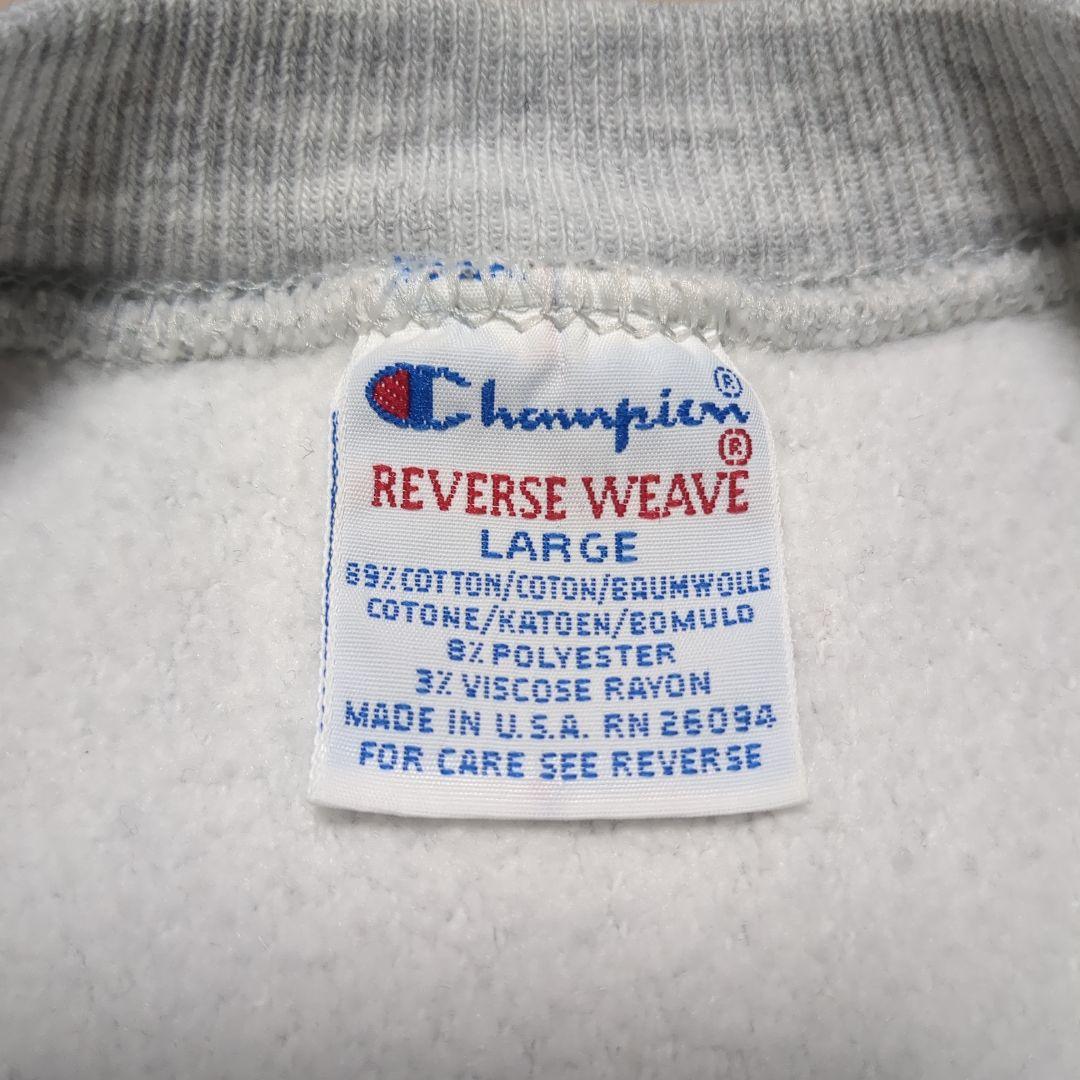 Champion®
REVERSE WEAVE®
LARGE
89% COTTON/COTON/BAUMWOLLE
COTONE/KATOEN/BOMULD
8% POLYESTER
3% VISCOSE RAYON
MADE IN U.S.A. RN 26094
FOR CARE SEE REVERSE